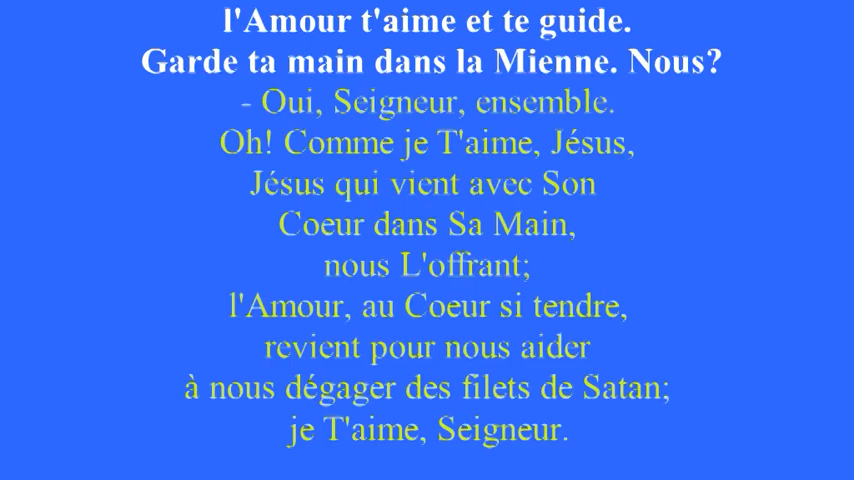 l'Amour t'aime et te guide.
Garde ta main dans la Mienne. Nous?
- Oui, Seigneur, ensemble.
Oh! Comme je T'aime, Jésus,
Jésus qui vient avec Son
Coeur dans Sa Main,
nous L'offrant;
l'Amour, au Coeur si tendre,
revient pour nous aider
à nous dégager des filets de Satan;
je T'aime, Seigneur.